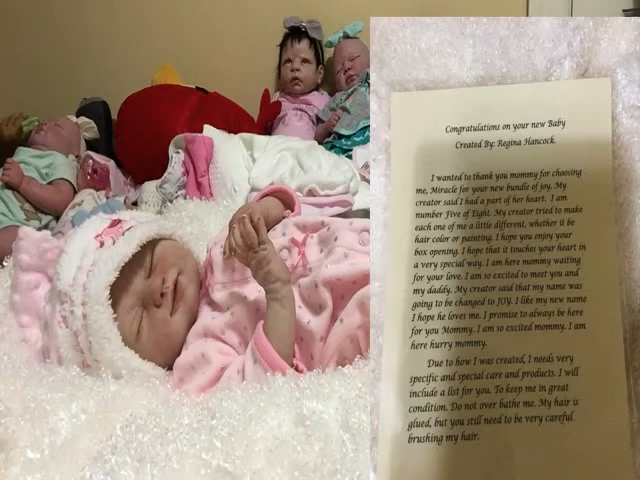 Congratulations on your new Baby
Created By: Regina Hancock
I wanted to thank you mommy for choosing
me, Miracle for your new bundle of joy. My
creator said I had a part of her heart.  I am
number Five of Eight. My creator tried to make
each one of me a little different, whether it be
hair color or painting. I hope you enjoy your
box opening. I hope that it touches your heart in
a very special way. I am here mommy waiting
for your love. I am so excited to meet you and
my daddy. My creator said that my name was
going to be changed to JOY. I like my new name
I hope he loves me. I promise to always be here
for you Mommy. I am so excited mommy. I am
here hurry mommy.
Due to how I was created, I needs very
specific and special care and products. I will
include a list for you. To keep me in great
condition. Do not over bathe me. My hair is
glued, but you still need to be very careful
brushing my hair.